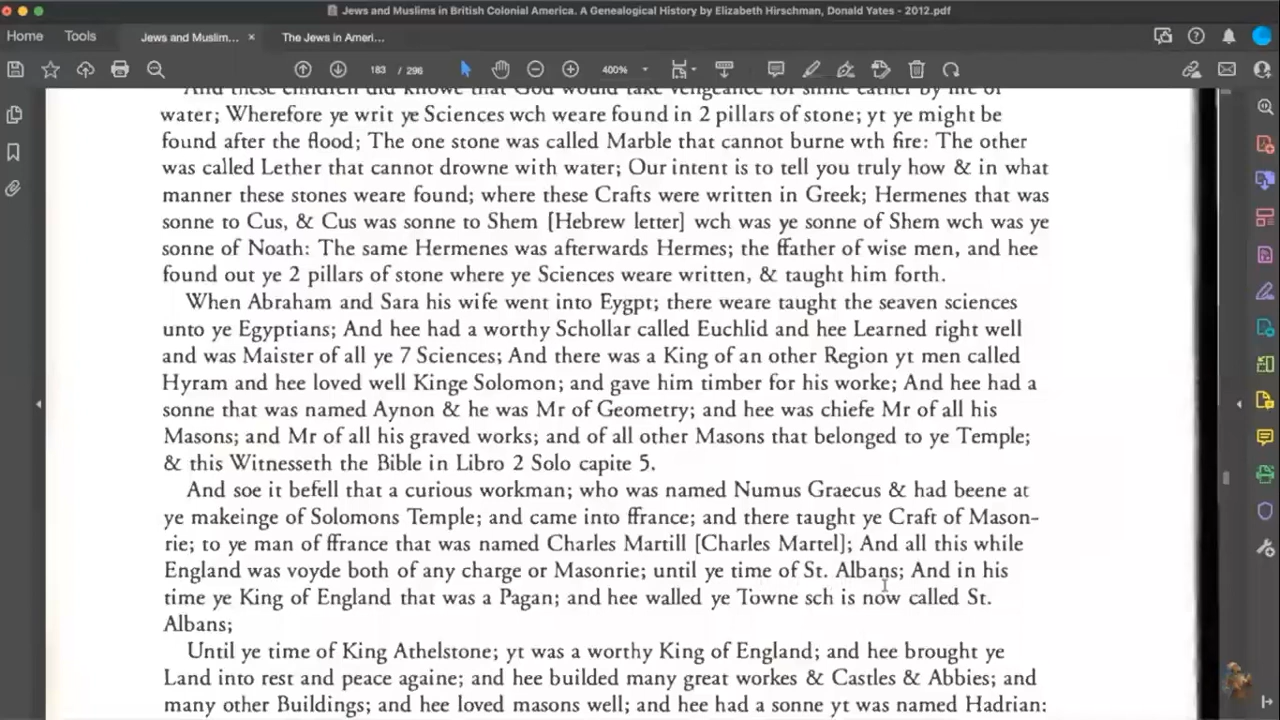 Jews and Muslims in British Colonial America. A Genealogical History by Elizabeth Hirschman, Donald Yates - 2012.pdf
Home Tools Jews and Muslim... × The Jews in Ameri...
183 / 296 400%
And these children did knowe that God would take vengeance for sinne either by fire or
water; Wherefore ye writ ye Sciences wch weare found in 2 pillars of stone; yt ye might be
found after the flood; The one stone was called Marble that cannot burne wth fire: The other
was called Lether that cannot drowne with water; Our intent is to tell you truly how & in what
manner these stones weare found; where these Crafts were written in Greek; Hermenes that was
sonne to Cus, & Cus was sonne to Shem [Hebrew letter] wch was ye sonne of Shem wch was ye
sonne of Noath: The same Hermenes was afterwards Hermes; the ffather of wise men, and hee
found out ye 2 pillars of stone where ye Sciences weare written, & taught him forth.
When Abraham and Sara his wife went into Eygpt; there weare taught the seaven sciences
unto ye Egyptians; And hee had a worthy Schollar called Euchlid and hee Learned right well
and was Maister of all ye 7 Sciences; And there was a King of an other Region yt men called
Hyram and hee loved well Kinge Solomon; and gave him timber for his worke; And hee had a
sonne that was named Aynon & he was Mr of Geometry; and hee was chiefe Mr of all his
Masons; and Mr of all his graved works; and of all other Masons that belonged to ye Temple;
& this Witnesseth the Bible in Libro 2 Solo capite 5.
And soe it befell that a curious workman; who was named Numus Graecus & had beene at
ye makeinge of Solomons Temple; and came into ffrance; and there taught ye Craft of Mason-
rie; to ye man of ffrance that was named Charles Martill [Charles Martel]; And all this while
England was voyde both of any charge or Masonrie; until ye time of St. Albans; And in his
time ye King of England that was a Pagan; and hee walled ye Towne sch is now called St.
Albans;
Until ye time of King Athelstone; yt was a worthy King of England; and hee brought ye
Land into rest and peace againe; and hee builded many great workes & Castles & Abbies; and
many other Buildings; and hee loved masons well; and hee had a sonne yt was named Hadrian: